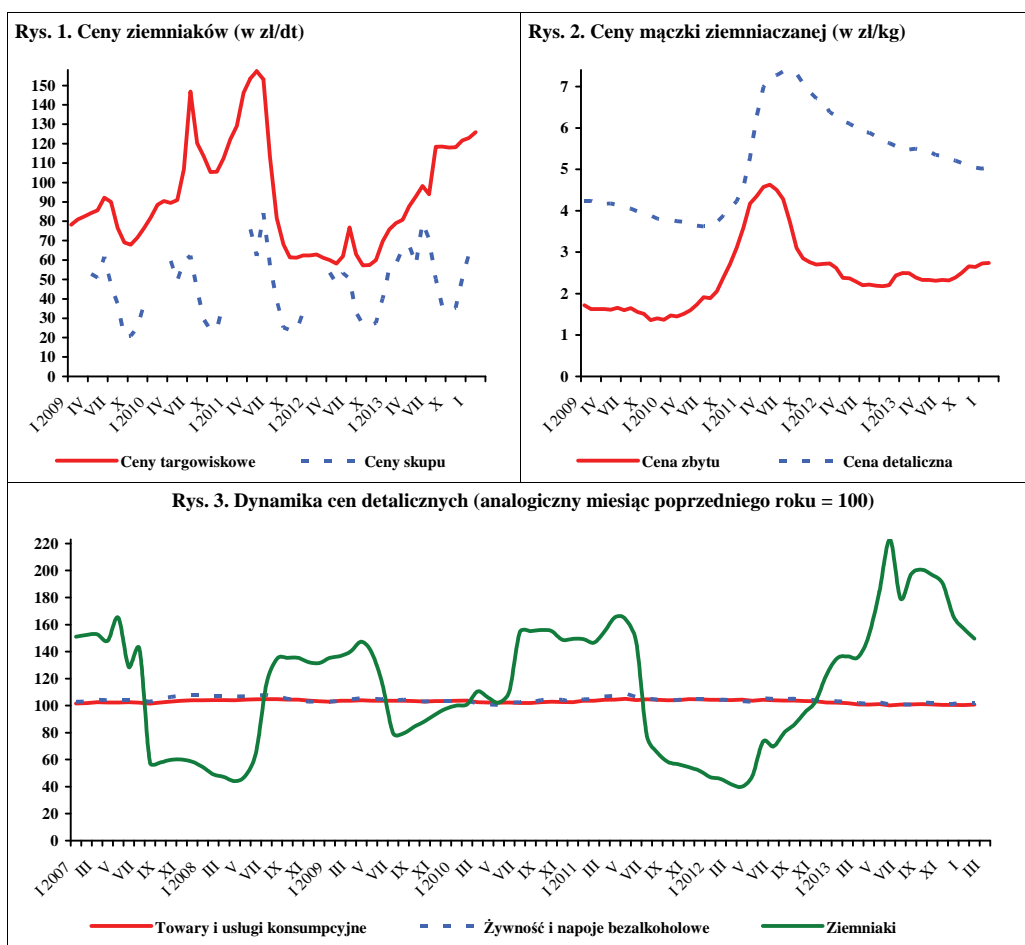 Rys. 1. Ceny ziemniaków (w zł/dt)
150
140
130
120
110
100
90
80
70
60
50
40
30
20
10
0
I 2009
IV
VII
X
I 2010
IV
VII
X
I 2011
IV
VII
X
I 2012
IV
VII
X
I 2013
IV
VII
X
I
Ceny targowiskowe
Ceny skupu
Rys. 2. Ceny mączki ziemniaczanej (w zł/kg)
7
6
5
4
3
2
1
0
I 2009
IV
VII
X
I 2010
IV
VII
X
I 2011
IV
VII
X
I 2012
IV
VII
X
I 2013
IV
VII
X
I
Cena zbytu
Cena detaliczna
Rys. 3. Dynamika cen detalicznych (analogiczny miesiąc poprzedniego roku = 100)
220
200
180
160
140
120
100
80
60
40
20
0
I 2007
III
V
VII
IX
XI
I 2008
III
V
VII
IX
XI
I 2009
III
V
VII
IX
XI
I 2010
III
V
VII
IX
XI
I 2011
III
V
VII
IX
XI
I 2012
III
V
VII
IX
XI
I 2013
III
V
VII
IX
XI
I
III
Towary i usługi konsumpcyjne
Żywność i napoje bezalkoholowe
Ziemniaki